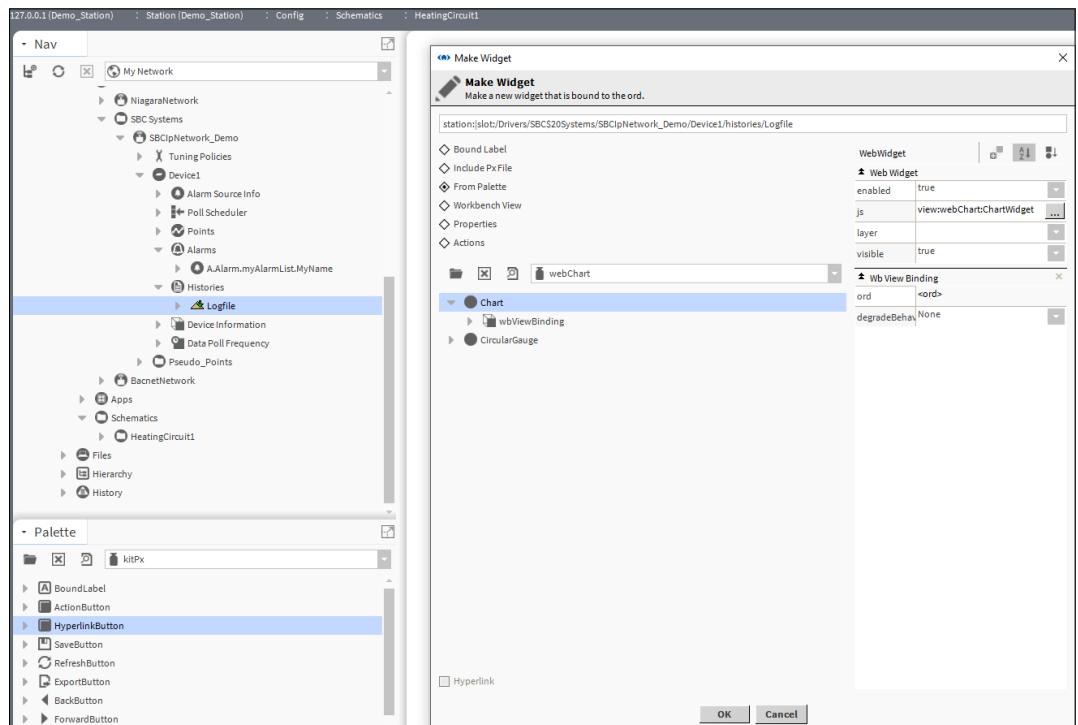 127.0.0.1 (Demo_Station) : Station (Demo_Station) : Config : Schematics : HeatingCircuit1
Nav
My Network
NiagaraNetwork
SBC Systems
SBCIpNetwork_Demo
Tuning Policies
Device1
Alarm Source Info
Poll Scheduler
Points
Alarms
A.Alarm.myAlarmList.MyName
Histories
Logfile
Device Information
Data Poll Frequency
Pseudo_Points
BacnetNetwork
Apps
Schematics
HeatingCircuit1
Files
Hierarchy
History
Palette
kitPx
BoundLabel
ActionButton
HyperlinkButton
SaveButton
RefreshButton
ExportButton
BackButton
ForwardButton
Make Widget
Make Widget
Make a new widget that is bound to the ord.
station:|slot:/Drivers/SBC$20Systems/SBCIpNetwork_Demo/Device1/histories/Logfile
Bound Label
Include Px File
From Palette
Workbench View
Properties
Actions
webChart
Chart
wbViewBinding
CircularGauge
WebWidget
Web Widget
enabled true
js view:webChart:ChartWidget ...
layer
visible true
Wb View Binding
ord <ord>
degradeBehav None
Hyperlink
OK Cancel